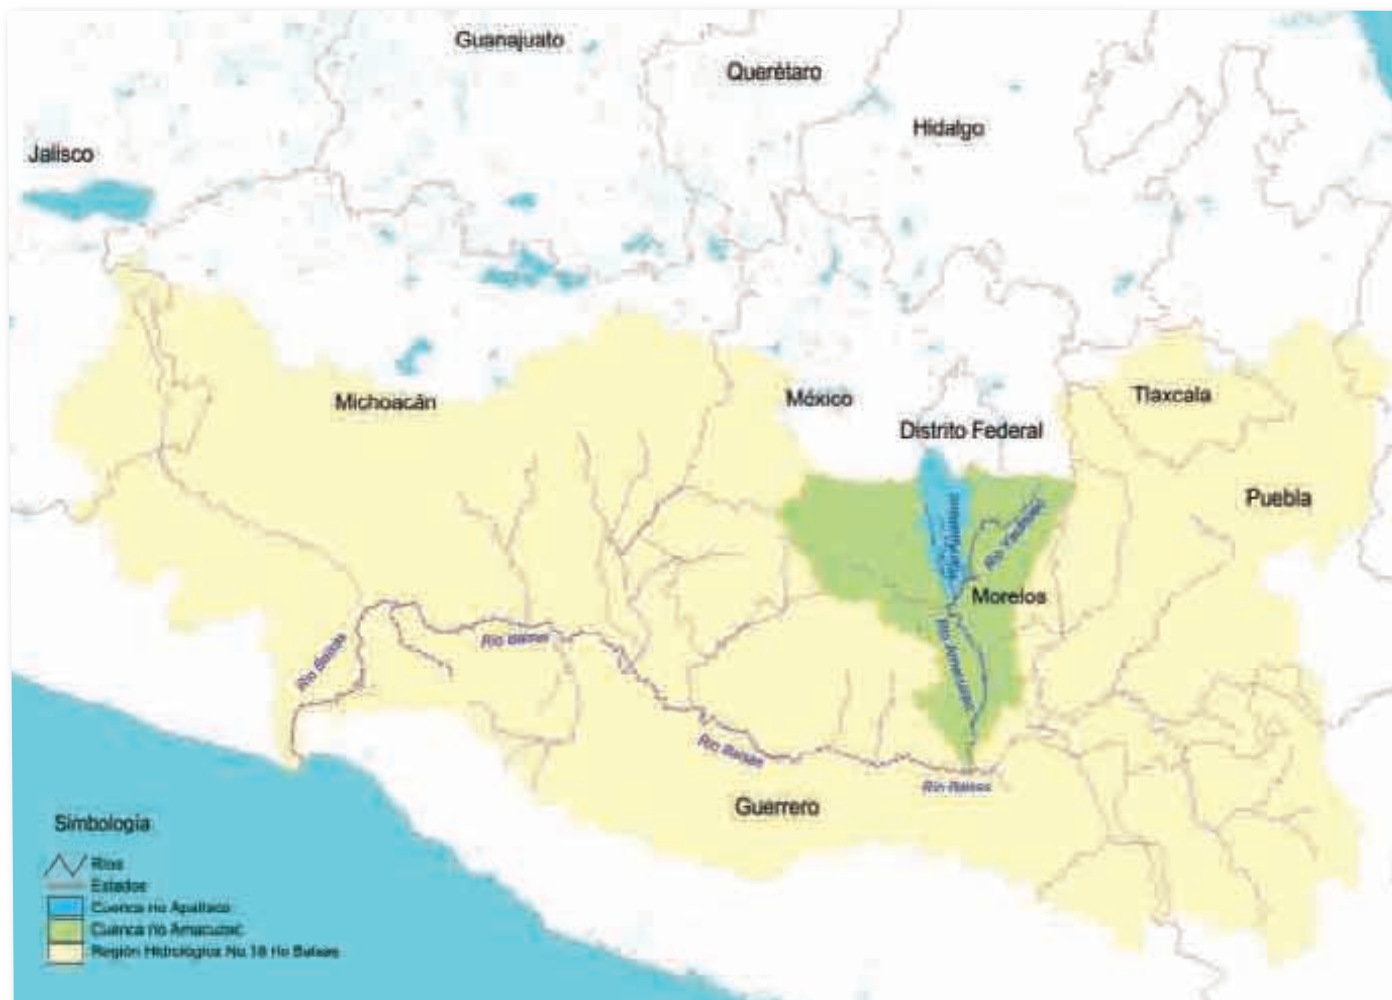 Guanajuato
Querétaro
Hidalgo
Jalisco
Michoacán
México
Tlaxcala
Distrito Federal
Puebla
Río Yautepec
Morelos
Río Balsas
Río Balsas
Río Amacuzac
Río Balsas
Río Balsas
Guerrero
Simbología
Ríos
Estados
Cuenca río Apatlaco
Cuenca río Amacuzac
Región Hidrológica No.18 río Balsas